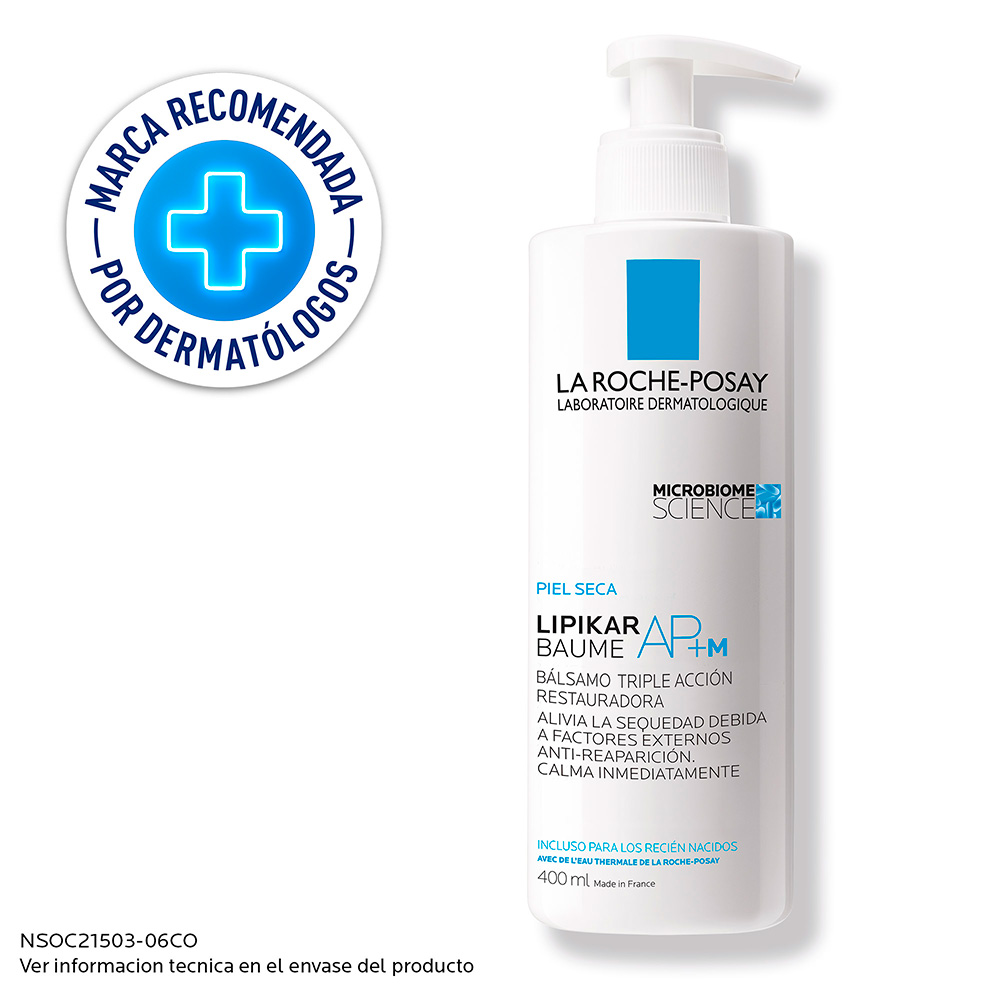 MARCA RECOMENDADA
POR DERMATÓLOGOS
LA ROCHE-POSAY
LABORATOIRE DERMATOLOGIQUE
MICROBIOME
SCIENCE
PIEL SECA
LIPIKAR
BAUME AP+M
BÁLSAMO TRIPLE ACCIÓN
RESTAURADORA
ALIVIA LA SEQUEDAD DEBIDA
A FACTORES EXTERNOS
ANTI-REAPARICIÓN.
CALMA INMEDIATAMENTE
INCLUSO PARA LOS RECIÉN NACIDOS
AVEC DE L'EAU THERMALE DE LA ROCHE-POSAY
400 ml Made in France
NSOC21503-06CO
Ver informacion tecnica en el envase del producto